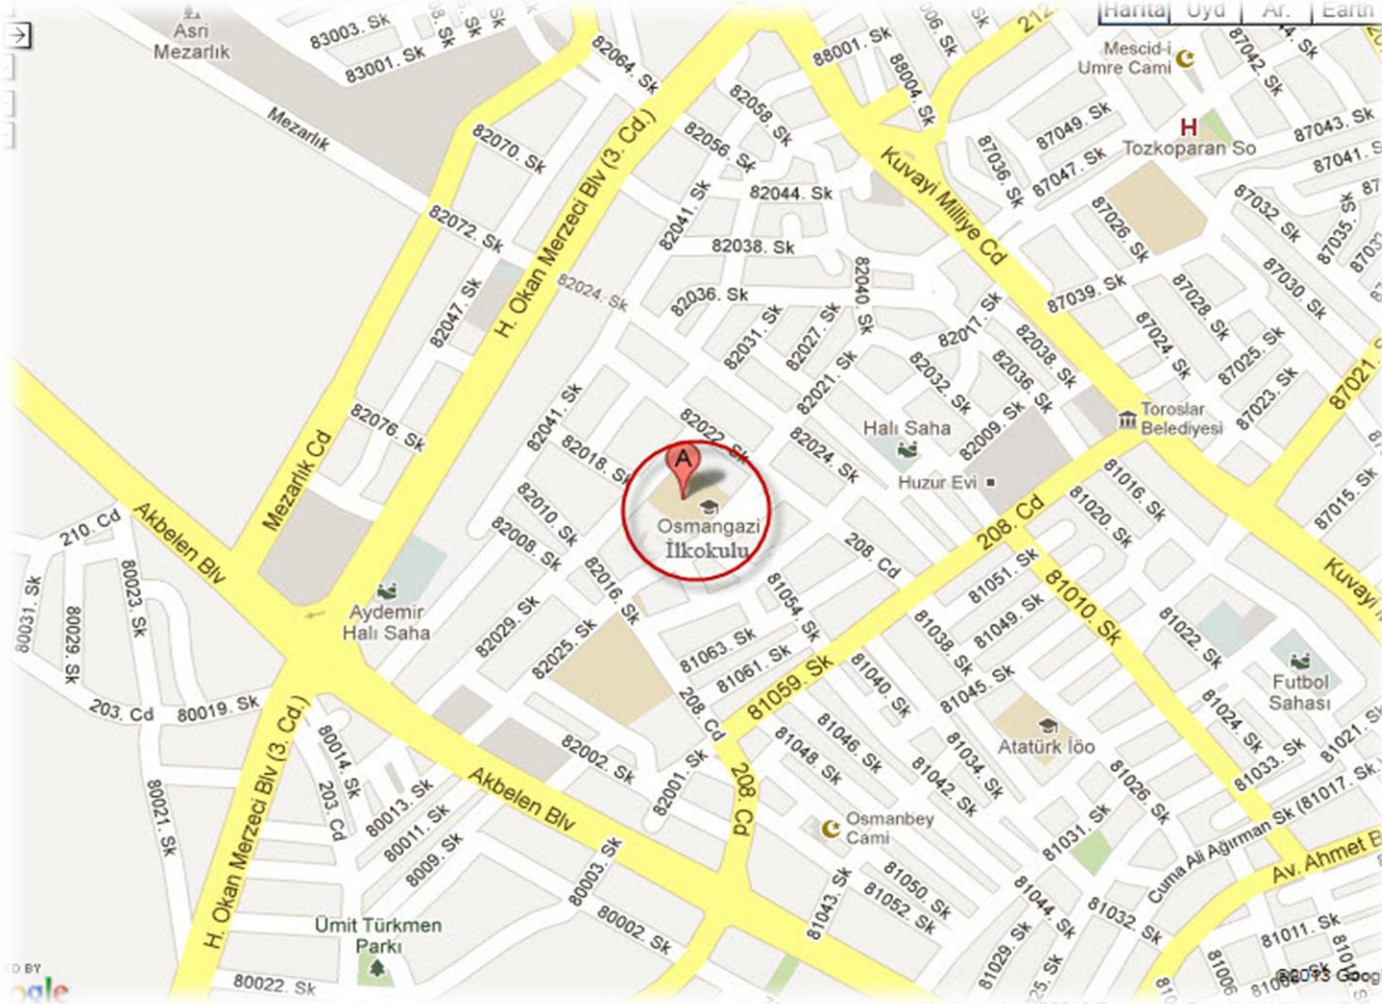 Harita Uyd Ar. Earth
Asri
Mezarlık
83003. Sk
83001. Sk
82064. Sk
88001. Sk
88004. Sk
Mescid-i
Umre Cami
87042. Sk
H
Tozkoparan So
87049. Sk
87043. Sk
87047. Sk
87036. Sk
Mezarlık
82070. Sk
82058. Sk
82056. Sk
82044. Sk
82041. Sk
82038. Sk
82072. Sk
H. Okan Merzeci Blv (3. Cd.)
Kuvayi Milliye Cd
87026. Sk
87032. Sk
87035. Sk
87030. Sk
87028. Sk
87039. Sk
87024. Sk
87025. Sk
87023. Sk
87015. Sk
82024. Sk
82036. Sk
82040. Sk
82047. Sk
82031. Sk
82027. Sk
82017. Sk
82038. Sk
82036. Sk
82032. Sk
82021. Sk
82009. Sk
Toroslar
Belediyesi
Halı Saha
Huzur Evi
82076. Sk
82041. Sk
82022. Sk
82024. Sk
82018. Sk
A
Osmangazi
İlkokulu
82010. Sk
82008. Sk
82016. Sk
Mezarlık Cd
Akbelen Blv
210. Cd
80031. Sk
80029. Sk
80023. Sk
203. Cd
80019. Sk
Aydemir
Halı Saha
82029. Sk
82025. Sk
208. Cd
208. Cd
81016. Sk
81020. Sk
81051. Sk
81049. Sk
81010. Sk
81054. Sk
81063. Sk
81061. Sk
81059. Sk
81038. Sk
81040. Sk
81045. Sk
81022. Sk
81024. Sk
Futbol
Sahası
81021. Sk
81033. Sk
Atatürk İöo
208. Cd
82002. Sk
82001. Sk
208. Cd
81048. Sk
81046. Sk
81042. Sk
81034. Sk
81026. Sk
81031. Sk
Cuma Ali Ağırman Sk (81017. Sk.)
Osmanbey
Cami
81050. Sk
81052. Sk
81043. Sk
81044. Sk
81032. Sk
81029. Sk
81011. Sk
H. Okan Merzeci Blv (3. Cd.)
80014. Sk
203. Cd
80013. Sk
80011. Sk
8009. Sk
80021. Sk
Akbelen Blv
80003. Sk
80002. Sk
Ümit Türkmen
Parkı
80022. Sk